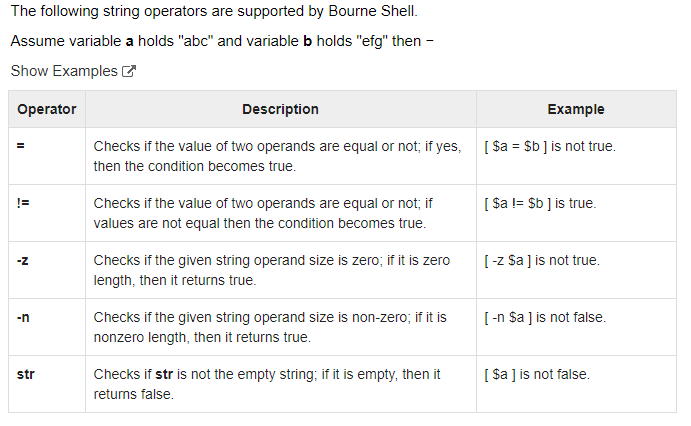 The following string operators are supported by Bourne Shell.
Assume variable a holds "abc" and variable b holds "efg" then −
Show Examples
Operator Description Example
= Checks if the value of two operands are equal or not; if yes, [ $a = $b ] is not true.
then the condition becomes true.
!= Checks if the value of two operands are equal or not; if [ $a != $b ] is true.
values are not equal then the condition becomes true.
-z Checks if the given string operand size is zero; if it is zero [ -z $a ] is not true.
length, then it returns true.
-n Checks if the given string operand size is non-zero; if it is [ -n $a ] is not false.
nonzero length, then it returns true.
str Checks if str is not the empty string; if it is empty, then it [ $a ] is not false.
returns false.